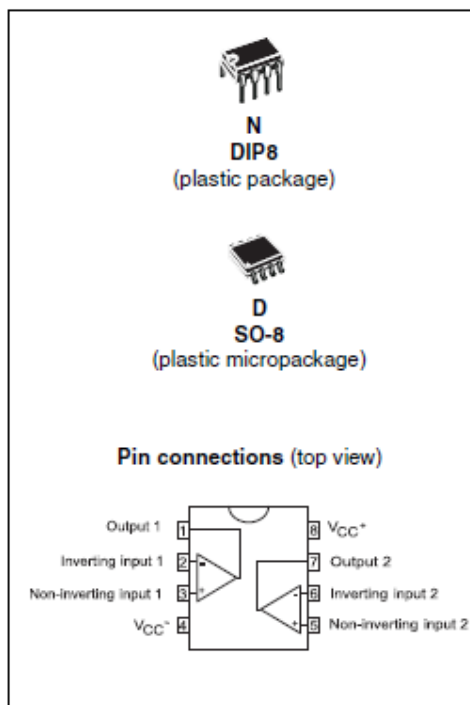 N
DIP8
(plastic package)
D
SO-8
(plastic micropackage)
Pin connections (top view)
Output 1 1 8 VCC+
Inverting input 1 2 - 7 Output 2
Non-inverting input 1 3 + - 6 Inverting input 2
VCC- 4 + 5 Non-inverting input 2